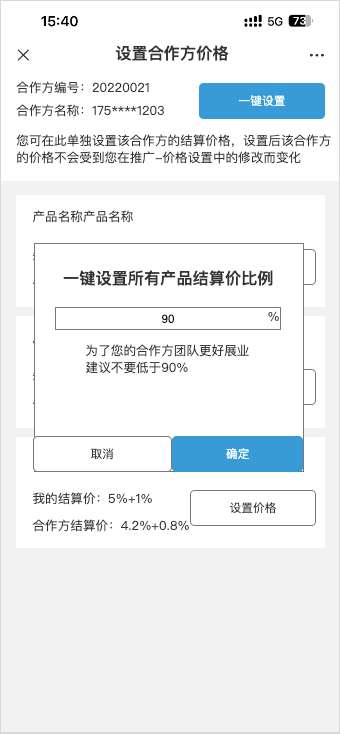 15:40
5G
73
设置合作方价格
合作方编号：20220021
一键设置
合作方名称：175****1203
您可在此单独设置该合作方的结算价格，设置后该合作方
的价格不会受到您在推广-价格设置中的修改而变化
产品名称产品名称
一键设置所有产品结算价比例
90
%
为了您的合作方团队更好展业
建议不要低于90%
取消
确定
我的结算价：5%+1%
设置价格
合作方结算价：4.2%+0.8%